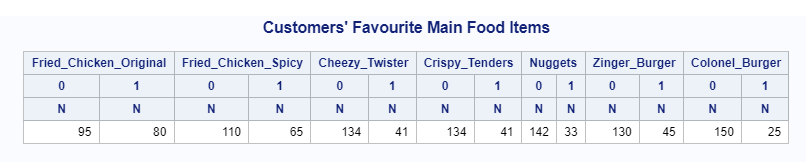 Customers' Favourite Main Food Items
Fried_Chicken_Original Fried_Chicken_Spicy Cheezy_Twister Crispy_Tenders Nuggets Zinger_Burger Colonel_Burger
0 1 0 1 0 1 0 1 0 1 0 1 0 1
N N N N N N N N N N N N N N
95 80 110 65 134 41 134 41 142 33 130 45 150 25